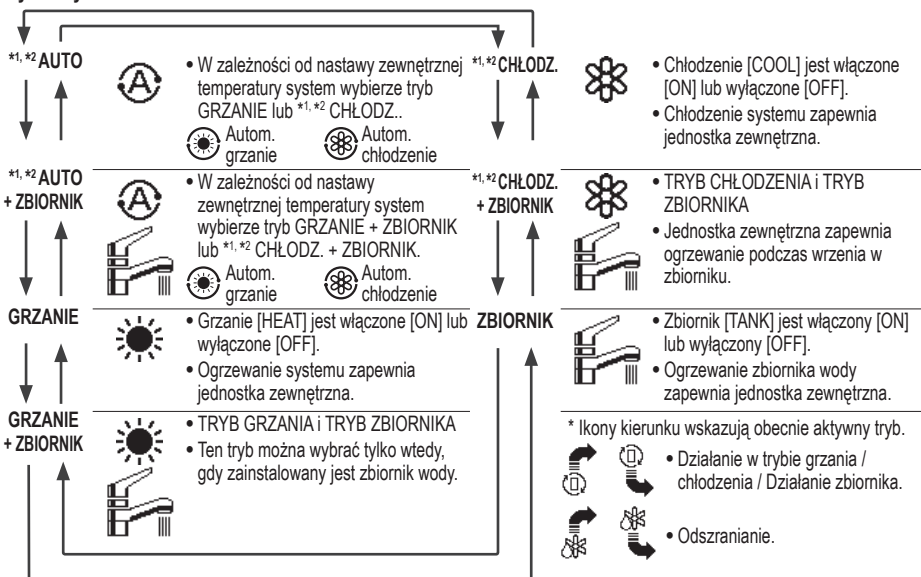 *1, *2 AUTO
• W zależności od nastawy zewnętrznej
temperatury system wybierze tryb
GRZANIE lub *1, *2 CHŁODZ..
Autom.
grzanie
Autom.
chłodzenie
*1, *2 AUTO
+ ZBIORNIK
• W zależności od nastawy
zewnętrznej temperatury system
wybierze tryb GRZANIE + ZBIORNIK
lub *1, *2 CHŁODZ. + ZBIORNIK.
Autom.
grzanie
Autom.
chłodzenie
GRZANIE
• Grzanie [HEAT] jest włączone [ON] lub
wyłączone [OFF].
• Ogrzewanie systemu zapewnia
jednostka zewnętrzna.
GRZANIE
+ ZBIORNIK
• TRYB GRZANIA i TRYB ZBIORNIKA
• Ten tryb można wybrać tylko wtedy,
gdy zainstalowany jest zbiornik wody.
*1, *2 CHŁODZ.
• Chłodzenie [COOL] jest włączone
[ON] lub wyłączone [OFF].
• Chłodzenie systemu zapewnia
jednostka zewnętrzna.
*1, *2 CHŁODZ.
+ ZBIORNIK
• TRYB CHŁODZENIA i TRYB
ZBIORNIKA
• Jednostka zewnętrzna zapewnia
ogrzewanie podczas wrzenia w
zbiorniku.
ZBIORNIK
• Zbiornik [TANK] jest włączony [ON]
lub wyłączony [OFF].
• Ogrzewanie zbiornika wody
zapewnia jednostka zewnętrzna.
* Ikony kierunku wskazują obecnie aktywny tryb.
• Działanie w trybie grzania /
chłodzenia / Działanie zbiornika.
• Odszranianie.